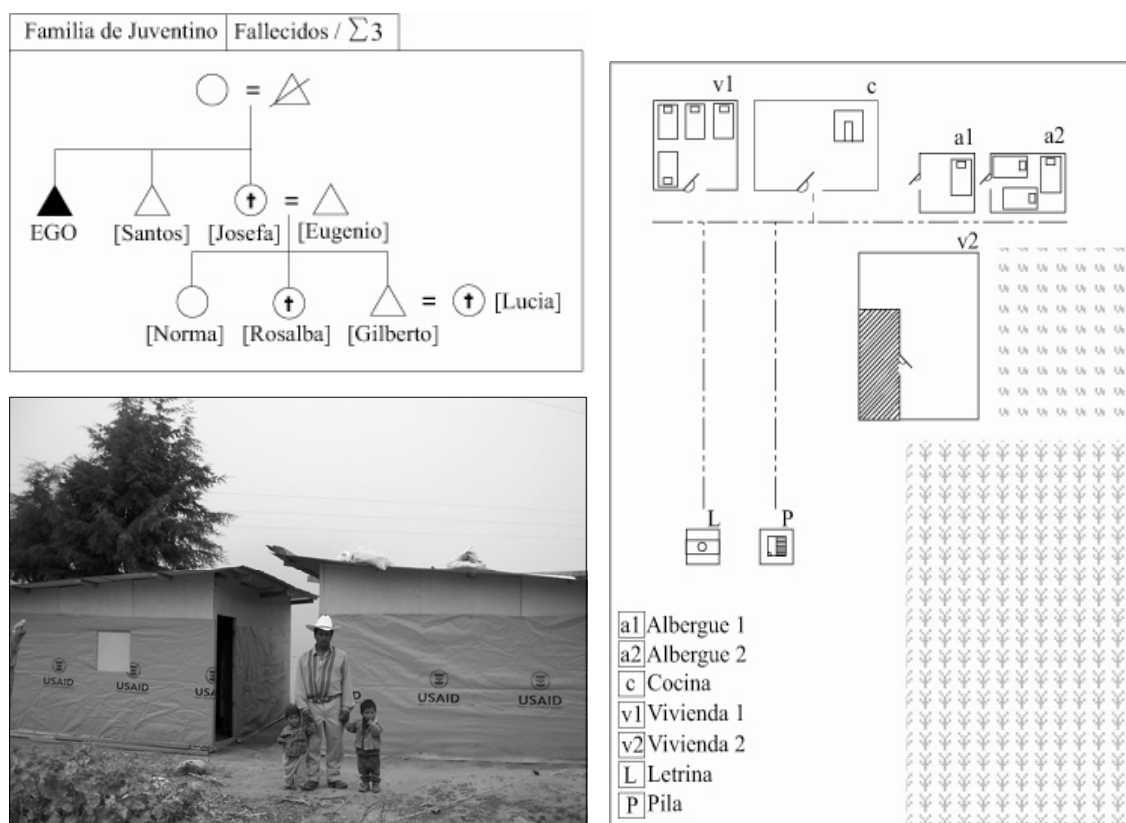 Familia de Juventino
Fallecidos / ∑3
=
EGO
[Santos]
[Josefa]
=
[Eugenio]
[Norma]
[Rosalba]
[Gilberto]
=
[Lucia]
USAID
USAID
USA
D
USAID
USAID
v1
c
a1
a2
v2
L
P
a1 Albergue 1
a2 Albergue 2
c Cocina
v1 Vivienda 1
v2 Vivienda 2
L Letrina
P Pila